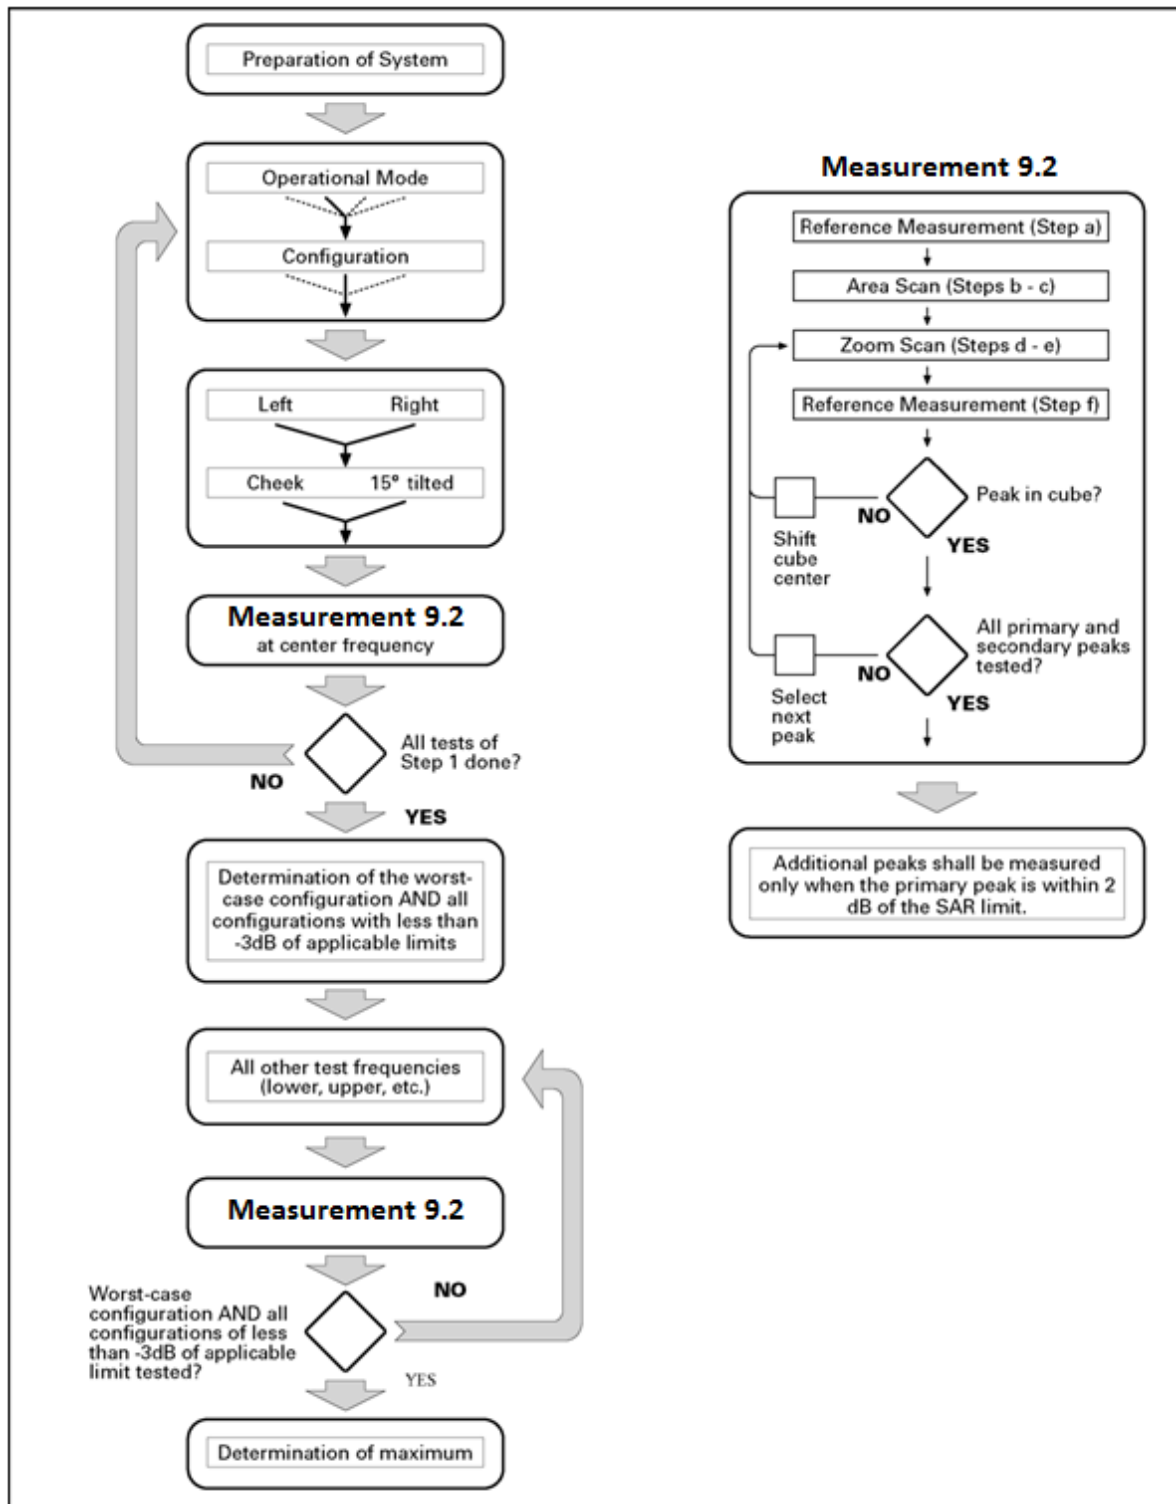 Preparation of System
Operational Mode
Configuration
Left Right
Cheek 15° tilted
Measurement 9.2
at center frequency
All tests of
Step 1 done?
NO
YES
Determination of the worst-
case configuration AND all
configurations with less than
-3dB of applicable limits
All other test frequencies
(lower, upper, etc.)
Measurement 9.2
NO
Worst-case
configuration AND all
configurations of less
than -3dB of applicable
limit tested?
YES
Determination of maximum
Measurement 9.2
Reference Measurement (Step a)
Area Scan (Steps b - c)
Zoom Scan (Steps d - e)
Reference Measurement (Step f)
Peak in cube?
NO
YES
Shift
cube
center
All primary and
secondary peaks
tested?
NO
YES
Select
next
peak
Additional peaks shall be measured
only when the primary peak is within 2
dB of the SAR limit.